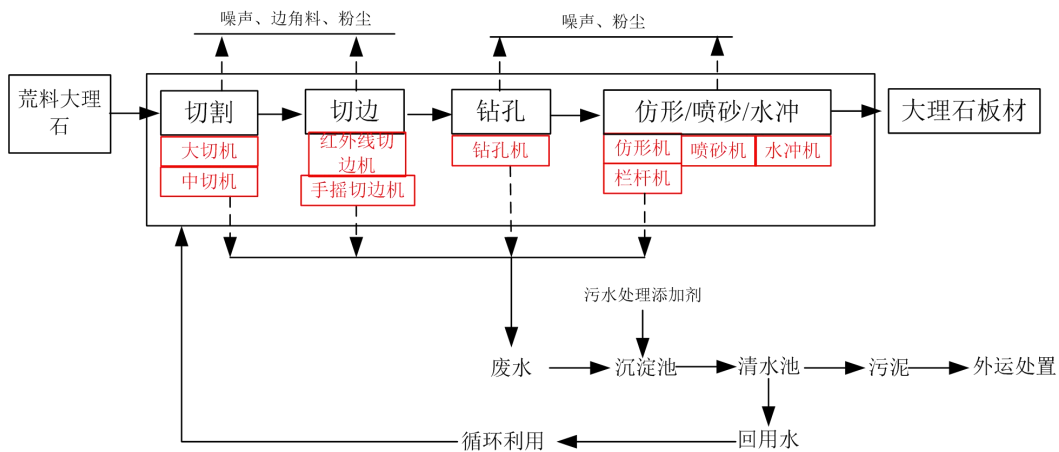 噪声、边角料、粉尘
噪声、粉尘
荒料大理
石
切割
切边
钻孔
仿形/喷砂/水冲
大理石板材
大切机
中切机
红外线切
边机
手摇切边机
钻孔机
仿形机
喷砂机
水冲机
栏杆机
污水处理添加剂
废水
沉淀池
清水池
污泥
外运处置
循环利用
回用水